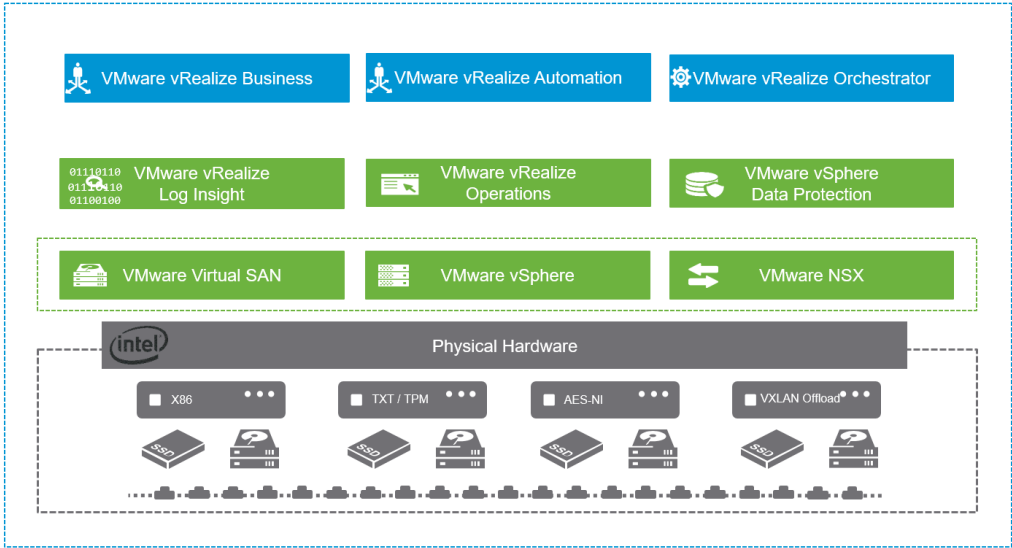 VMware vRealize Business
VMware vRealize Automation
VMware vRealize Orchestrator
01110110
01110110
01100100
VMware vRealize
Log Insight
VMware vRealize
Operations
VMware vSphere
Data Protection
VMware Virtual SAN
VMware vSphere
VMware NSX
intel
Physical Hardware
X86
TXT / TPM
AES-NI
VXLAN Offload
SSD
SSD
SSD
SSD